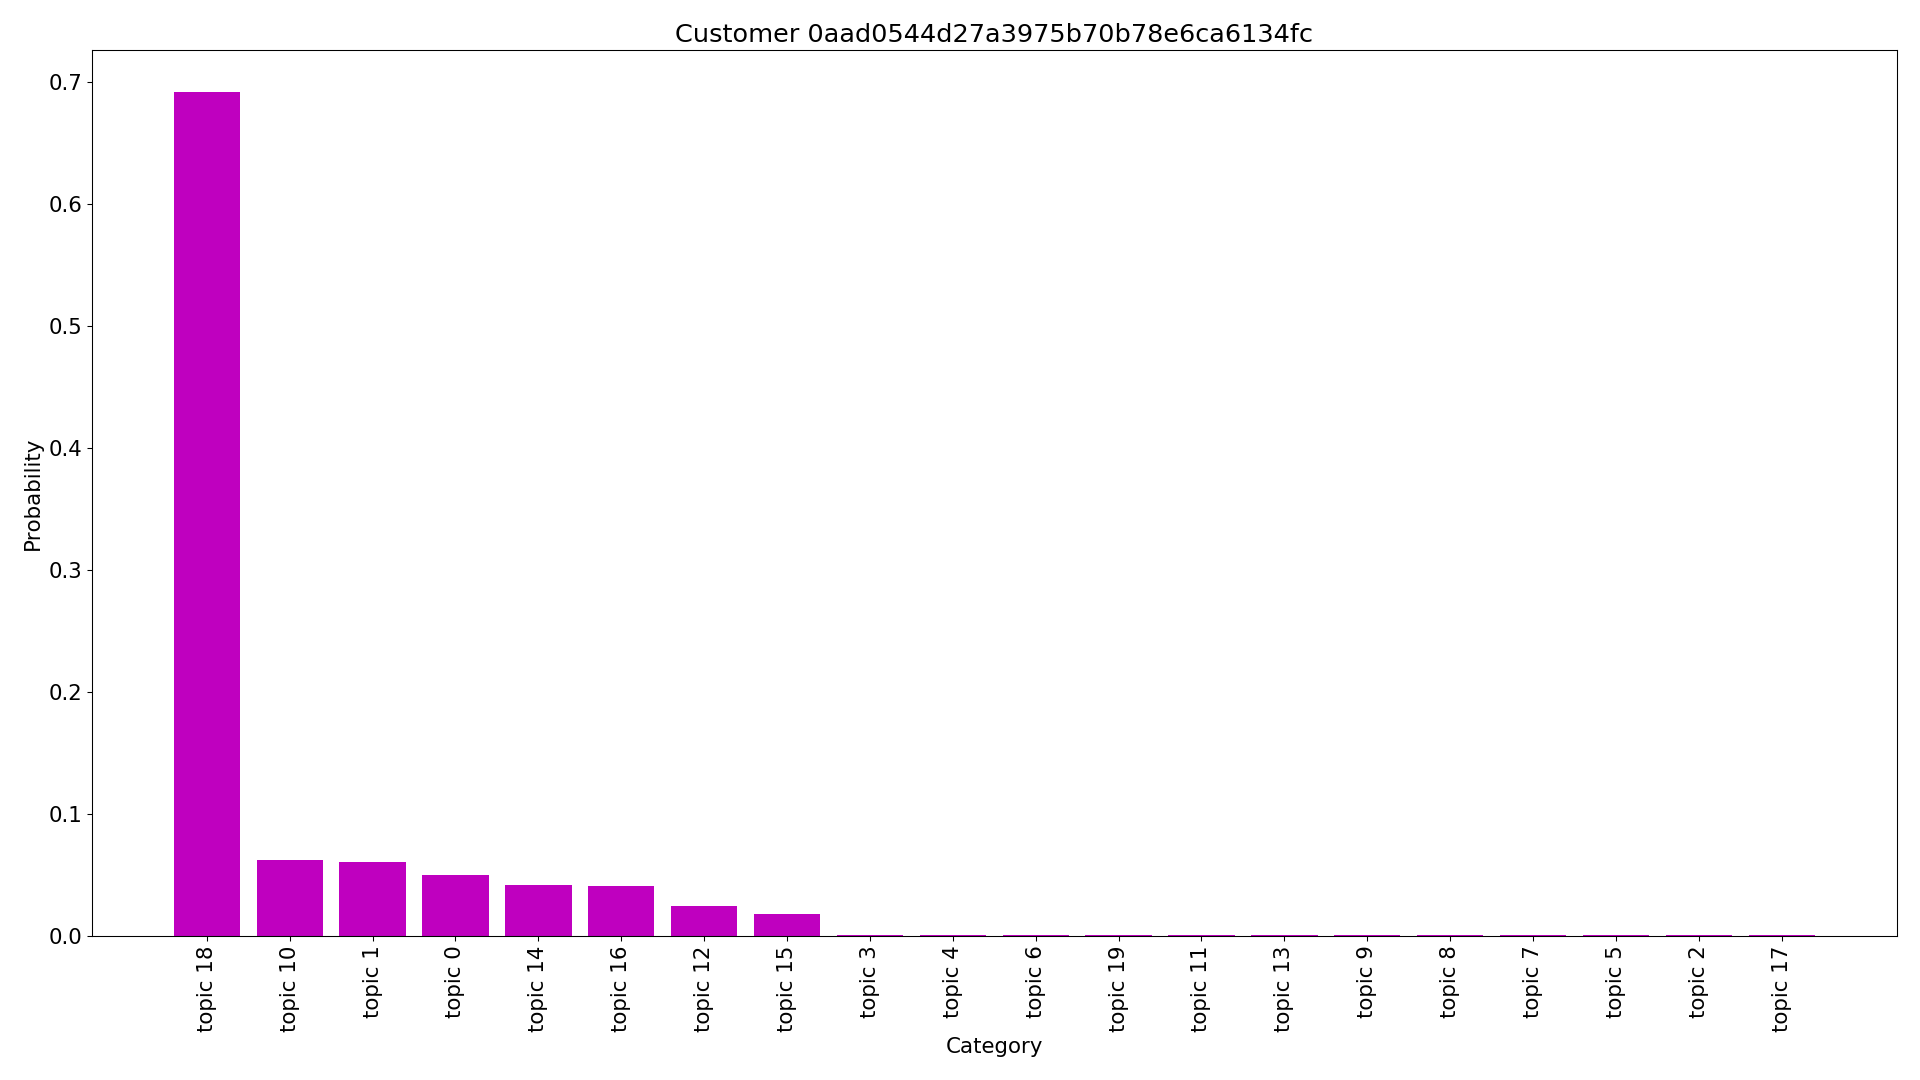 Customer 0aad0544d27a3975b70b78e6ca6134fc
Probability
0.7
0.6
0.5
0.4
0.3
0.2
0.1
0.0
topic 18
topic 10
topic 1
topic 0
topic 14
topic 16
topic 12
topic 15
topic 3
topic 4
topic 6
topic 19
topic 11
topic 13
topic 9
topic 8
topic 7
topic 5
topic 2
topic 17
Category